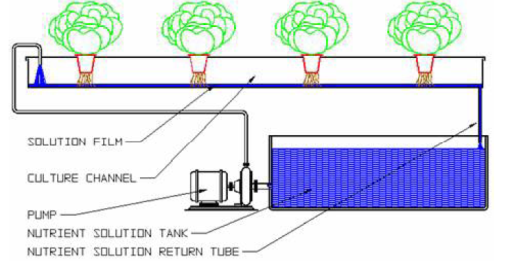 SOLUTION FILM
CULTURE CHANNEL
PUMP
NUTRIENT SOLUTION TANK
NUTRIENT SOLUTION RETURN TUBE